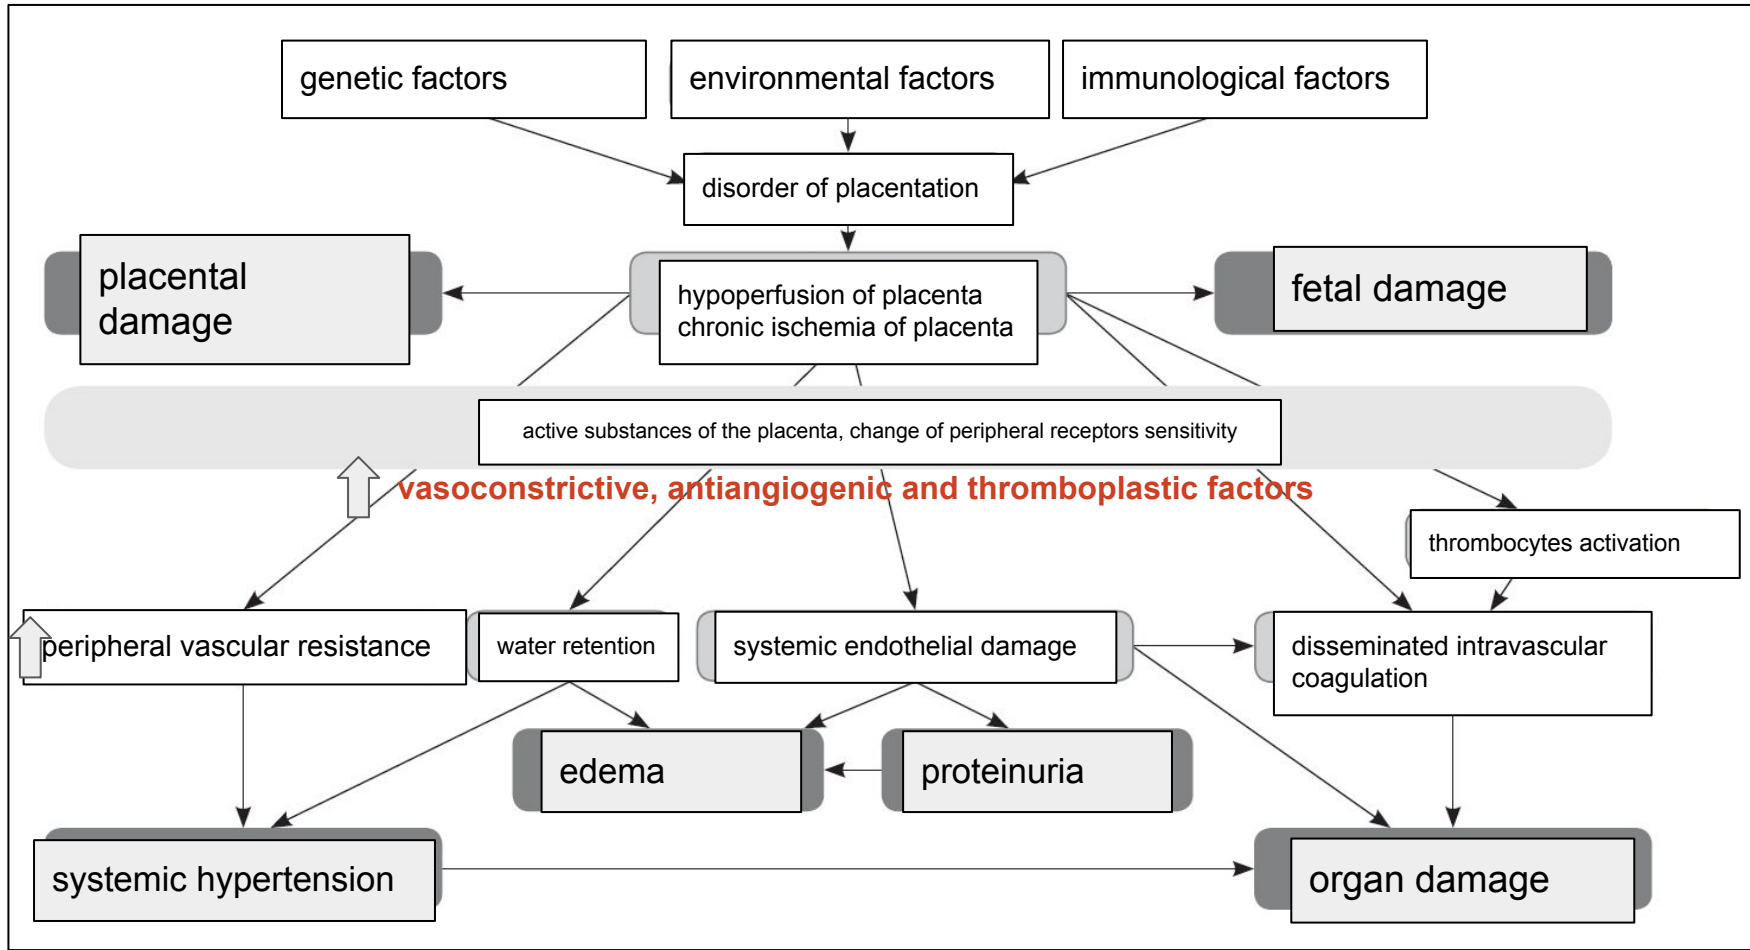 genetic factors
environmental factors
immunological factors
disorder of placentation
placental
damage
hypoperfusion of placenta
chronic ischemia of placenta
fetal damage
active substances of the placenta, change of peripheral receptors sensitivity
vasoconstrictive, antiangiogenic and thromboplastic factors
thrombocytes activation
peripheral vascular resistance
water retention
systemic endothelial damage
disseminated intravascular
coagulation
edema
proteinuria
systemic hypertension
organ damage